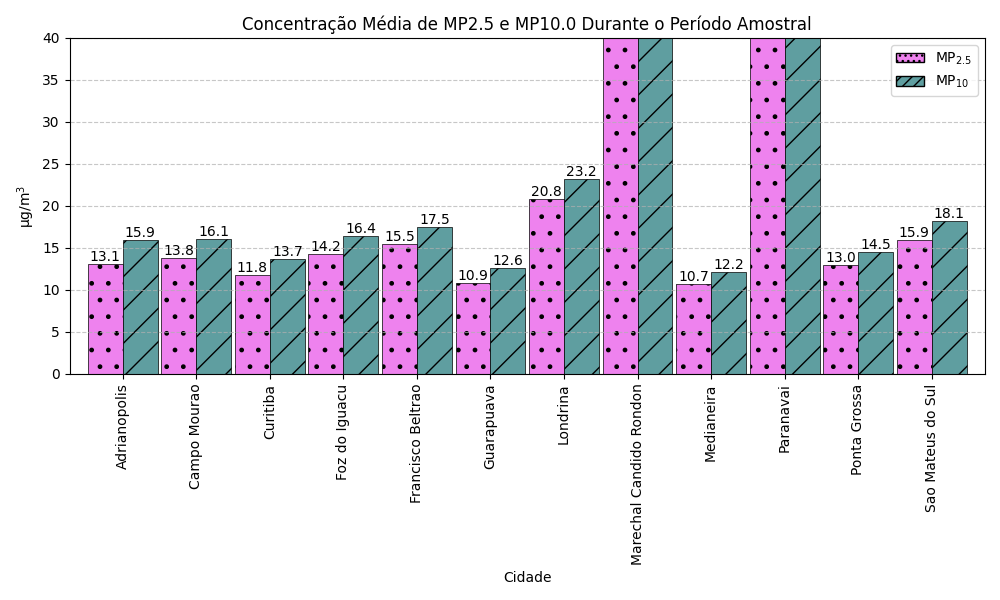 Concentração Média de MP2.5 e MP10.0 Durante o Período Amostral
µg/m³
40
35
30
25
20
15
10
5
0
MP2.5
MP10
13.1
15.9
13.8
16.1
11.8
13.7
14.2
16.4
15.5
17.5
10.9
12.6
20.8
23.2
10.7
12.2
13.0
14.5
15.9
18.1
Adrianopolis
Campo Mourao
Curitiba
Foz do Iguacu
Francisco Beltrao
Guarapuava
Londrina
Marechal Candido Rondon
Medianeira
Paranavai
Ponta Grossa
Sao Mateus do Sul
Cidade